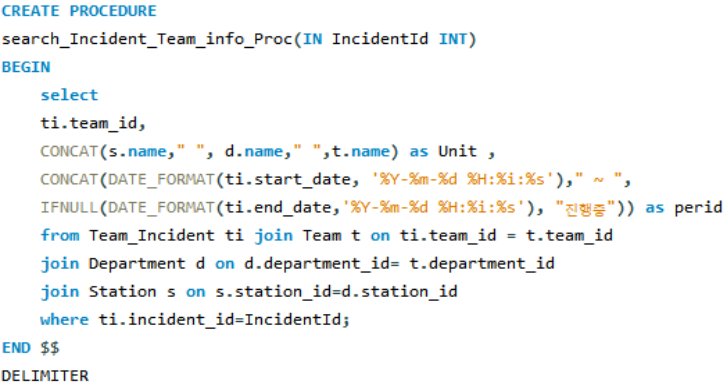 CREATE PROCEDURE
search_Incident_Team_info_Proc(IN IncidentId INT)
BEGIN
select
ti.team_id,
CONCAT(s.name," ", d.name," ",t.name) as Unit ,
CONCAT(DATE_FORMAT(ti.start_date, '%Y-%m-%d %H:%i:%s')," ~ ",
IFNULL(DATE_FORMAT(ti.end_date,'%Y-%m-%d %H:%i:%s'), "진행중")) as perid
from Team_Incident ti join Team t on ti.team_id = t.team_id
join Department d on d.department_id= t.department_id
join Station s on s.station_id=d.station_id
where ti.incident_id=IncidentId;
END $$
DELIMITER